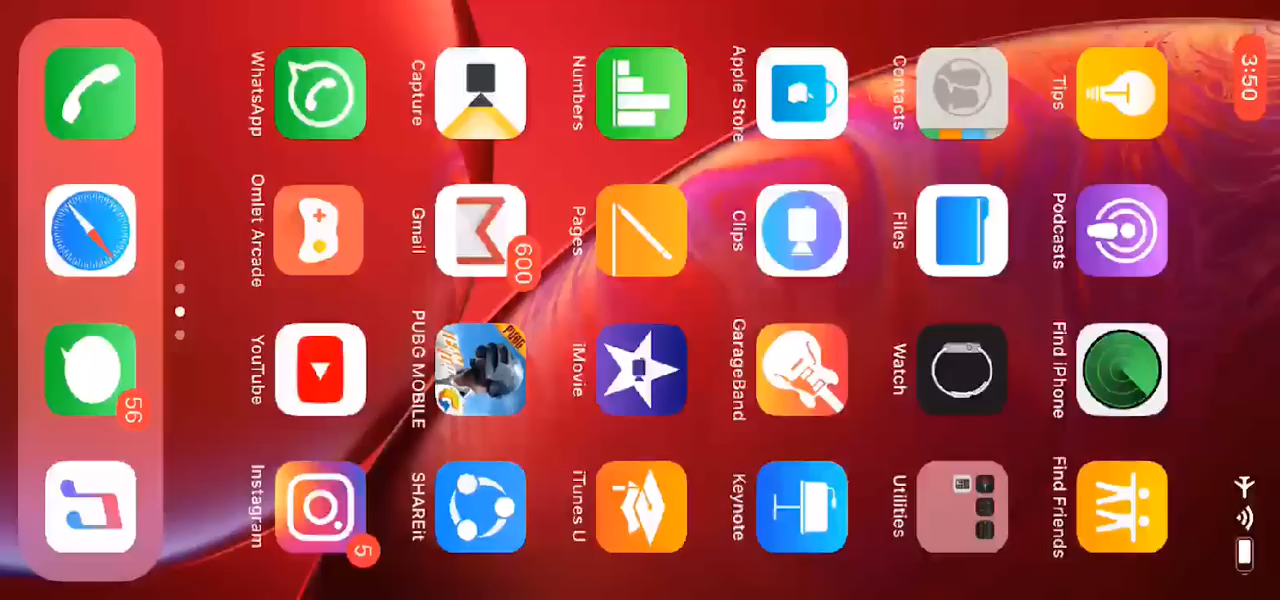 3:50
Tips Podcasts Find iPhone Find Friends
Contacts Files Watch Utilities
Apple Store Clips GarageBand Keynote
Numbers Pages iMovie iTunes U
600
PUBG
Capture Gmail PUBG MOBILE SHAREit
5
WhatsApp Omlet Arcade YouTube Instagram
56